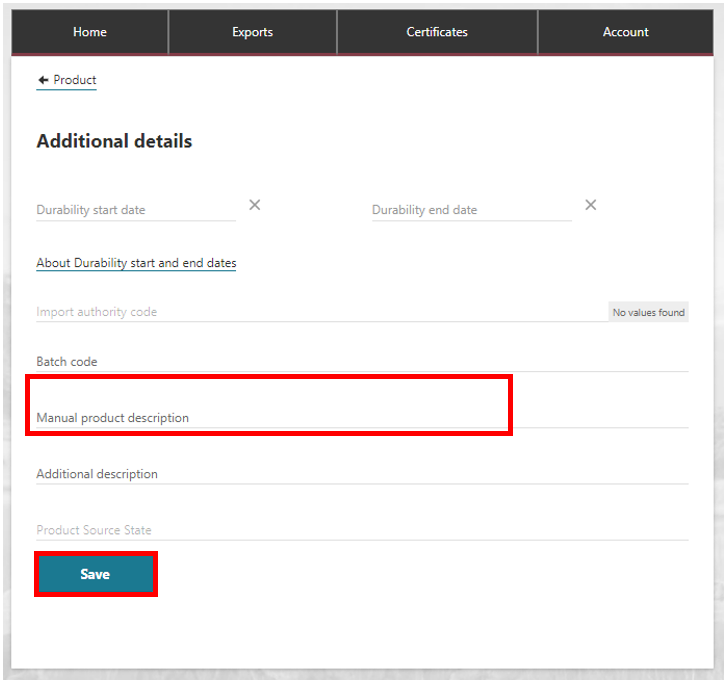 Home Exports Certificates Account
Product
Additional details
Durability start date Durability end date
About Durability start and end dates
Import authority code No values found
Batch code
Manual product description
Additional description
Product Source State
Save